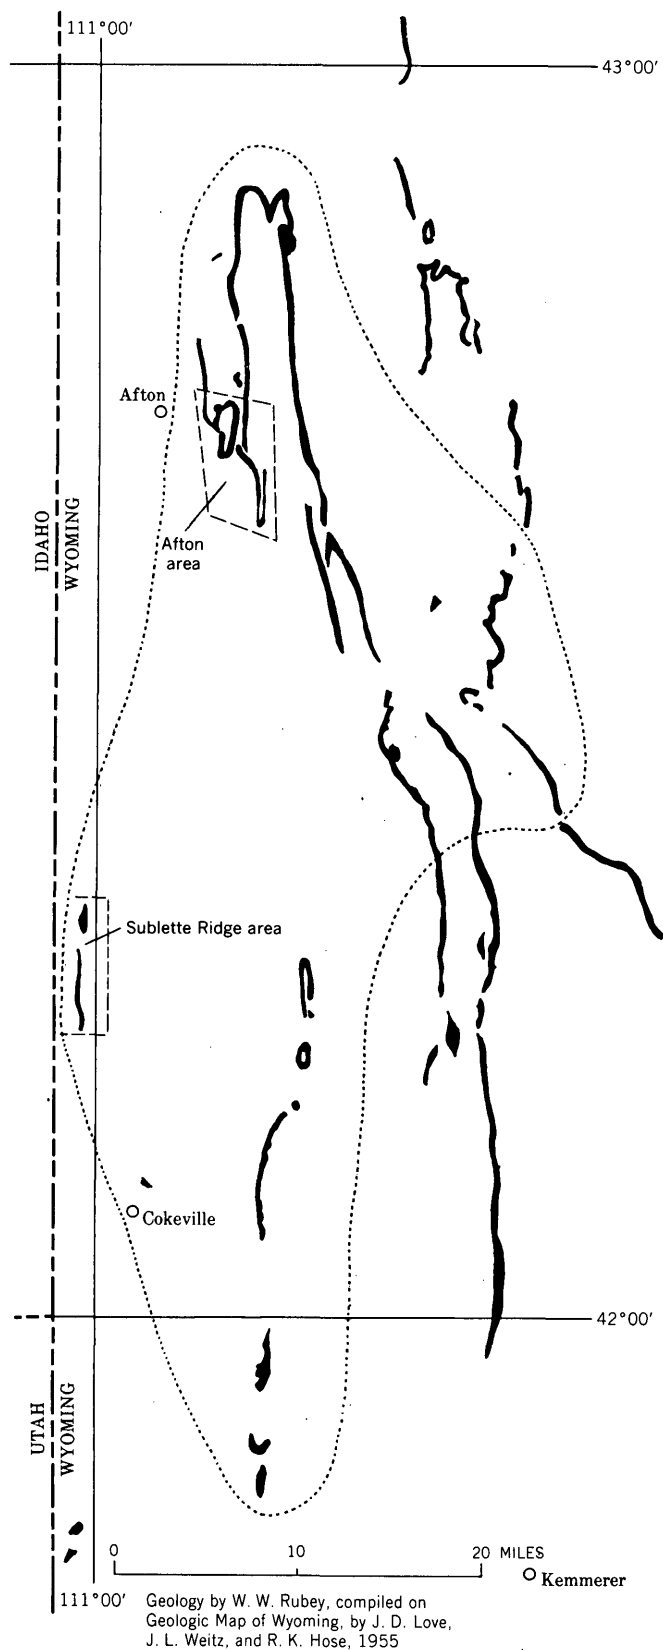 111°00'
43°00'
Afton
IDAHO
WYOMING
Afton
area
Sublette Ridge area
Cokeville
42°00'
UTAH
WYOMING
0 10 20 MILES
Kemmerer
111°00'
Geology by W. W. Rubey, compiled on
Geologic Map of Wyoming, by J. D. Love,
J. L. Weitz, and R. K. Hose, 1955